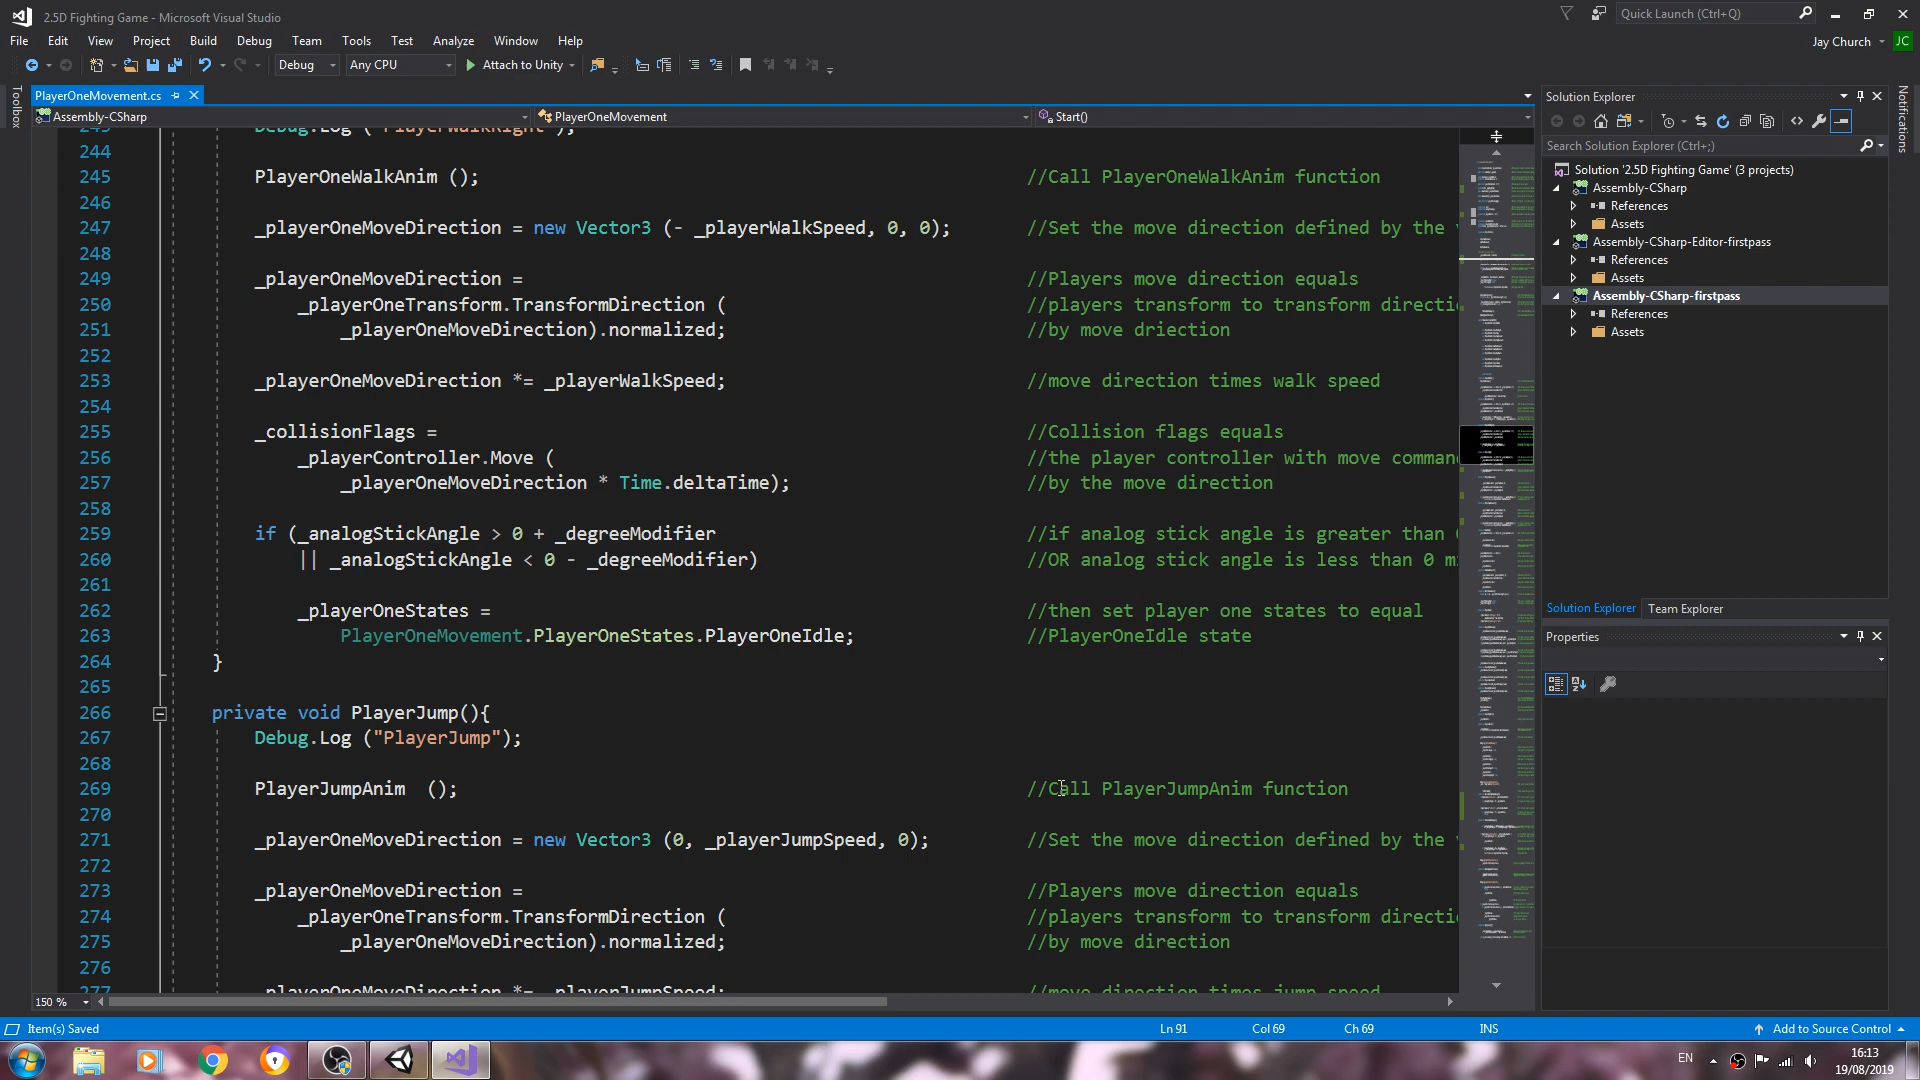 2.5D Fighting Game - Microsoft Visual Studio
Quick Launch (Ctrl+Q)
File Edit View Project Build Debug Team Tools Test Analyze Window Help
Jay Church JC
Debug Any CPU Attach to Unity
Toolbox
PlayerOneMovement.cs
Assembly-CSharp PlayerOneMovement Start()
244
245 PlayerOneWalkAnim (); //Call PlayerOneWalkAnim function
246
247 _playerOneMoveDirection = new Vector3 (- _playerWalkSpeed, 0, 0); //Set the move direction defined by the
248
249 _playerOneMoveDirection = //Players move direction equals
250 _playerOneTransform.TransformDirection ( //players transform to transform directi
251 _playerOneMoveDirection).normalized; //by move driection
252
253 _playerOneMoveDirection *= _playerWalkSpeed; //move direction times walk speed
254
255 _collisionFlags = //Collision flags equals
256 _playerController.Move ( //the player controller with move comman
257 _playerOneMoveDirection * Time.deltaTime); //by the move direction
258
259 if (_analogStickAngle > 0 + _degreeModifier //if analog stick angle is greater than
260 || _analogStickAngle < 0 - _degreeModifier) //OR analog stick angle is less than 0 m
261
262 _playerOneStates = //then set player one states to equal
263 PlayerOneMovement.PlayerOneStates.PlayerOneIdle; //PlayerOneIdle state
264 }
265
266 private void PlayerJump(){
267 Debug.Log ("PlayerJump");
268
269 PlayerJumpAnim (); //Call PlayerJumpAnim function
270
271 _playerOneMoveDirection = new Vector3 (0, _playerJumpSpeed, 0); //Set the move direction defined by the
272
273 _playerOneMoveDirection = //Players move direction equals
274 _playerOneTransform.TransformDirection ( //players transform to transform directi
275 _playerOneMoveDirection).normalized; //by move direction
276
277 _playerOneMoveDirection *= _playerJumpSpeed; //move direction times jump speed
150 %
Solution Explorer
Search Solution Explorer (Ctrl+;)
Solution '2.5D Fighting Game' (3 projects)
Assembly-CSharp
References
Assets
Assembly-CSharp-Editor-firstpass
References
Assets
Assembly-CSharp-firstpass
References
Assets
Solution Explorer Team Explorer
Properties
Notifications
Item(s) Saved Ln 91 Col 69 Ch 69 INS Add to Source Control
EN
16:13
19/08/2019